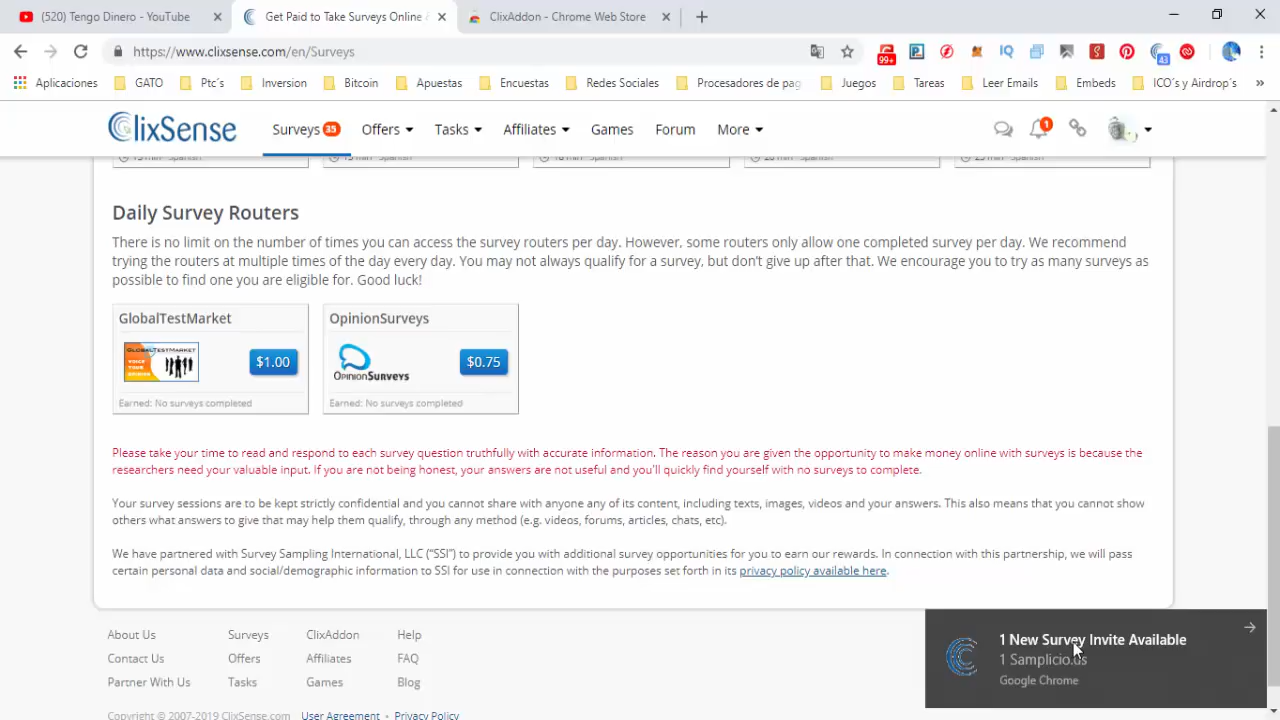 (520) Tengo Dinero - YouTube
Get Paid to Take Surveys Online &
ClixAddon - Chrome Web Store
https://www.clixsense.com/en/Surveys
99+
IQ
43
Aplicaciones
GATO
Ptc´s
Inversion
Bitcoin
Apuestas
Encuestas
Redes Sociales
Procesadores de pag
Juegos
Tareas
Leer Emails
Embeds
ICO´s y Airdrop´s
ClixSense
Surveys 35
Offers
Tasks
Affiliates
Games
Forum
More
1
Daily Survey Routers
There is no limit on the number of times you can access the survey routers per day. However, some routers only allow one completed survey per day. We recommend
trying the routers at multiple times of the day every day. You may not always qualify for a survey, but don't give up after that. We encourage you to try as many surveys as
possible to find one you are eligible for. Good luck!
GlobalTestMarket
GLOBALTESTMARKET
VOICE YOUR OPINION
$1.00
Earned: No surveys completed
OpinionSurveys
OPINIONSURVEYS
$0.75
Earned: No surveys completed
Please take your time to read and respond to each survey question truthfully with accurate information. The reason you are given the opportunity to make money online with surveys is because the
researchers need your valuable input. If you are not being honest, your answers are not useful and you'll quickly find yourself with no surveys to complete.
Your survey sessions are to be kept strictly confidential and you cannot share with anyone any of its content, including texts, images, videos and your answers. This also means that you cannot show
others what answers to give that may help them qualify, through any method (e.g. videos, forums, articles, chats, etc).
We have partnered with Survey Sampling International, LLC ("SSI") to provide you with additional survey opportunities for you to earn our rewards. In connection with this partnership, we will pass
certain personal data and social/demographic information to SSI for use in connection with the purposes set forth in its privacy policy available here.
About Us
Surveys
ClixAddon
Help
Contact Us
Offers
Affiliates
FAQ
Partner With Us
Tasks
Games
Blog
Copyright © 2007-2019 ClixSense.com
User Agreement • Privacy Policy
1 New Survey Invite Available
1 Samplicio.us
Google Chrome